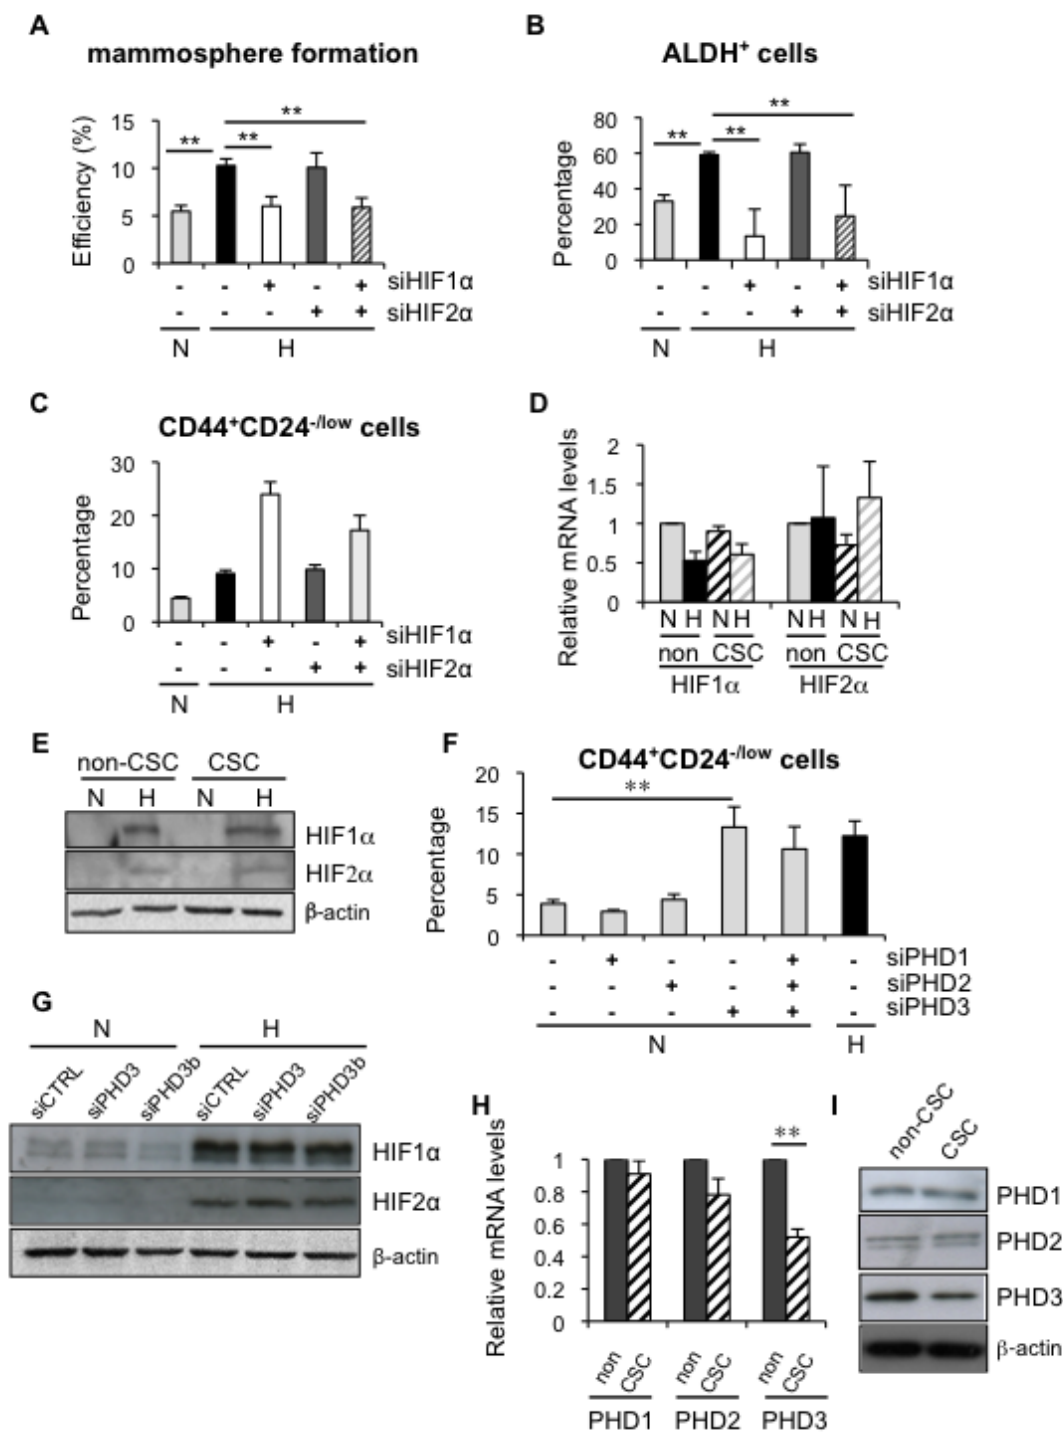 A
mammosphere formation
Efficiency (%)
15
10
5
0
** ** **
- - + - + siHIF1α
- - - + + siHIF2α
N H
B
ALDH+ cells
Percentage
80
60
40
20
0
** ** **
- - + - + siHIF1α
- - - + + siHIF2α
N H
C
CD44+CD24-/low cells
Percentage
30
20
10
0
- - + - + siHIF1α
- - - + + siHIF2α
N H
D
Relative mRNA levels
2
1.5
1
0.5
0
N H N H N H N H
non CSC non CSC
HIF1α HIF2α
E
non-CSC CSC
N H N H
HIF1α
HIF2α
β-actin
F
CD44+CD24-/low cells
Percentage
20
15
10
5
0
**
- + - - + - siPHD1
- - + - + - siPHD2
- - - + + - siPHD3
N H
G
N H
siCTRL siPHD3 siPHD3b siCTRL siPHD3 siPHD3b
HIF1α
HIF2α
β-actin
H
Relative mRNA levels
1
0.8
0.6
0.4
0.2
0
**
non CSC non CSC non CSC
PHD1 PHD2 PHD3
I
non-CSC CSC
PHD1
PHD2
PHD3
β-actin